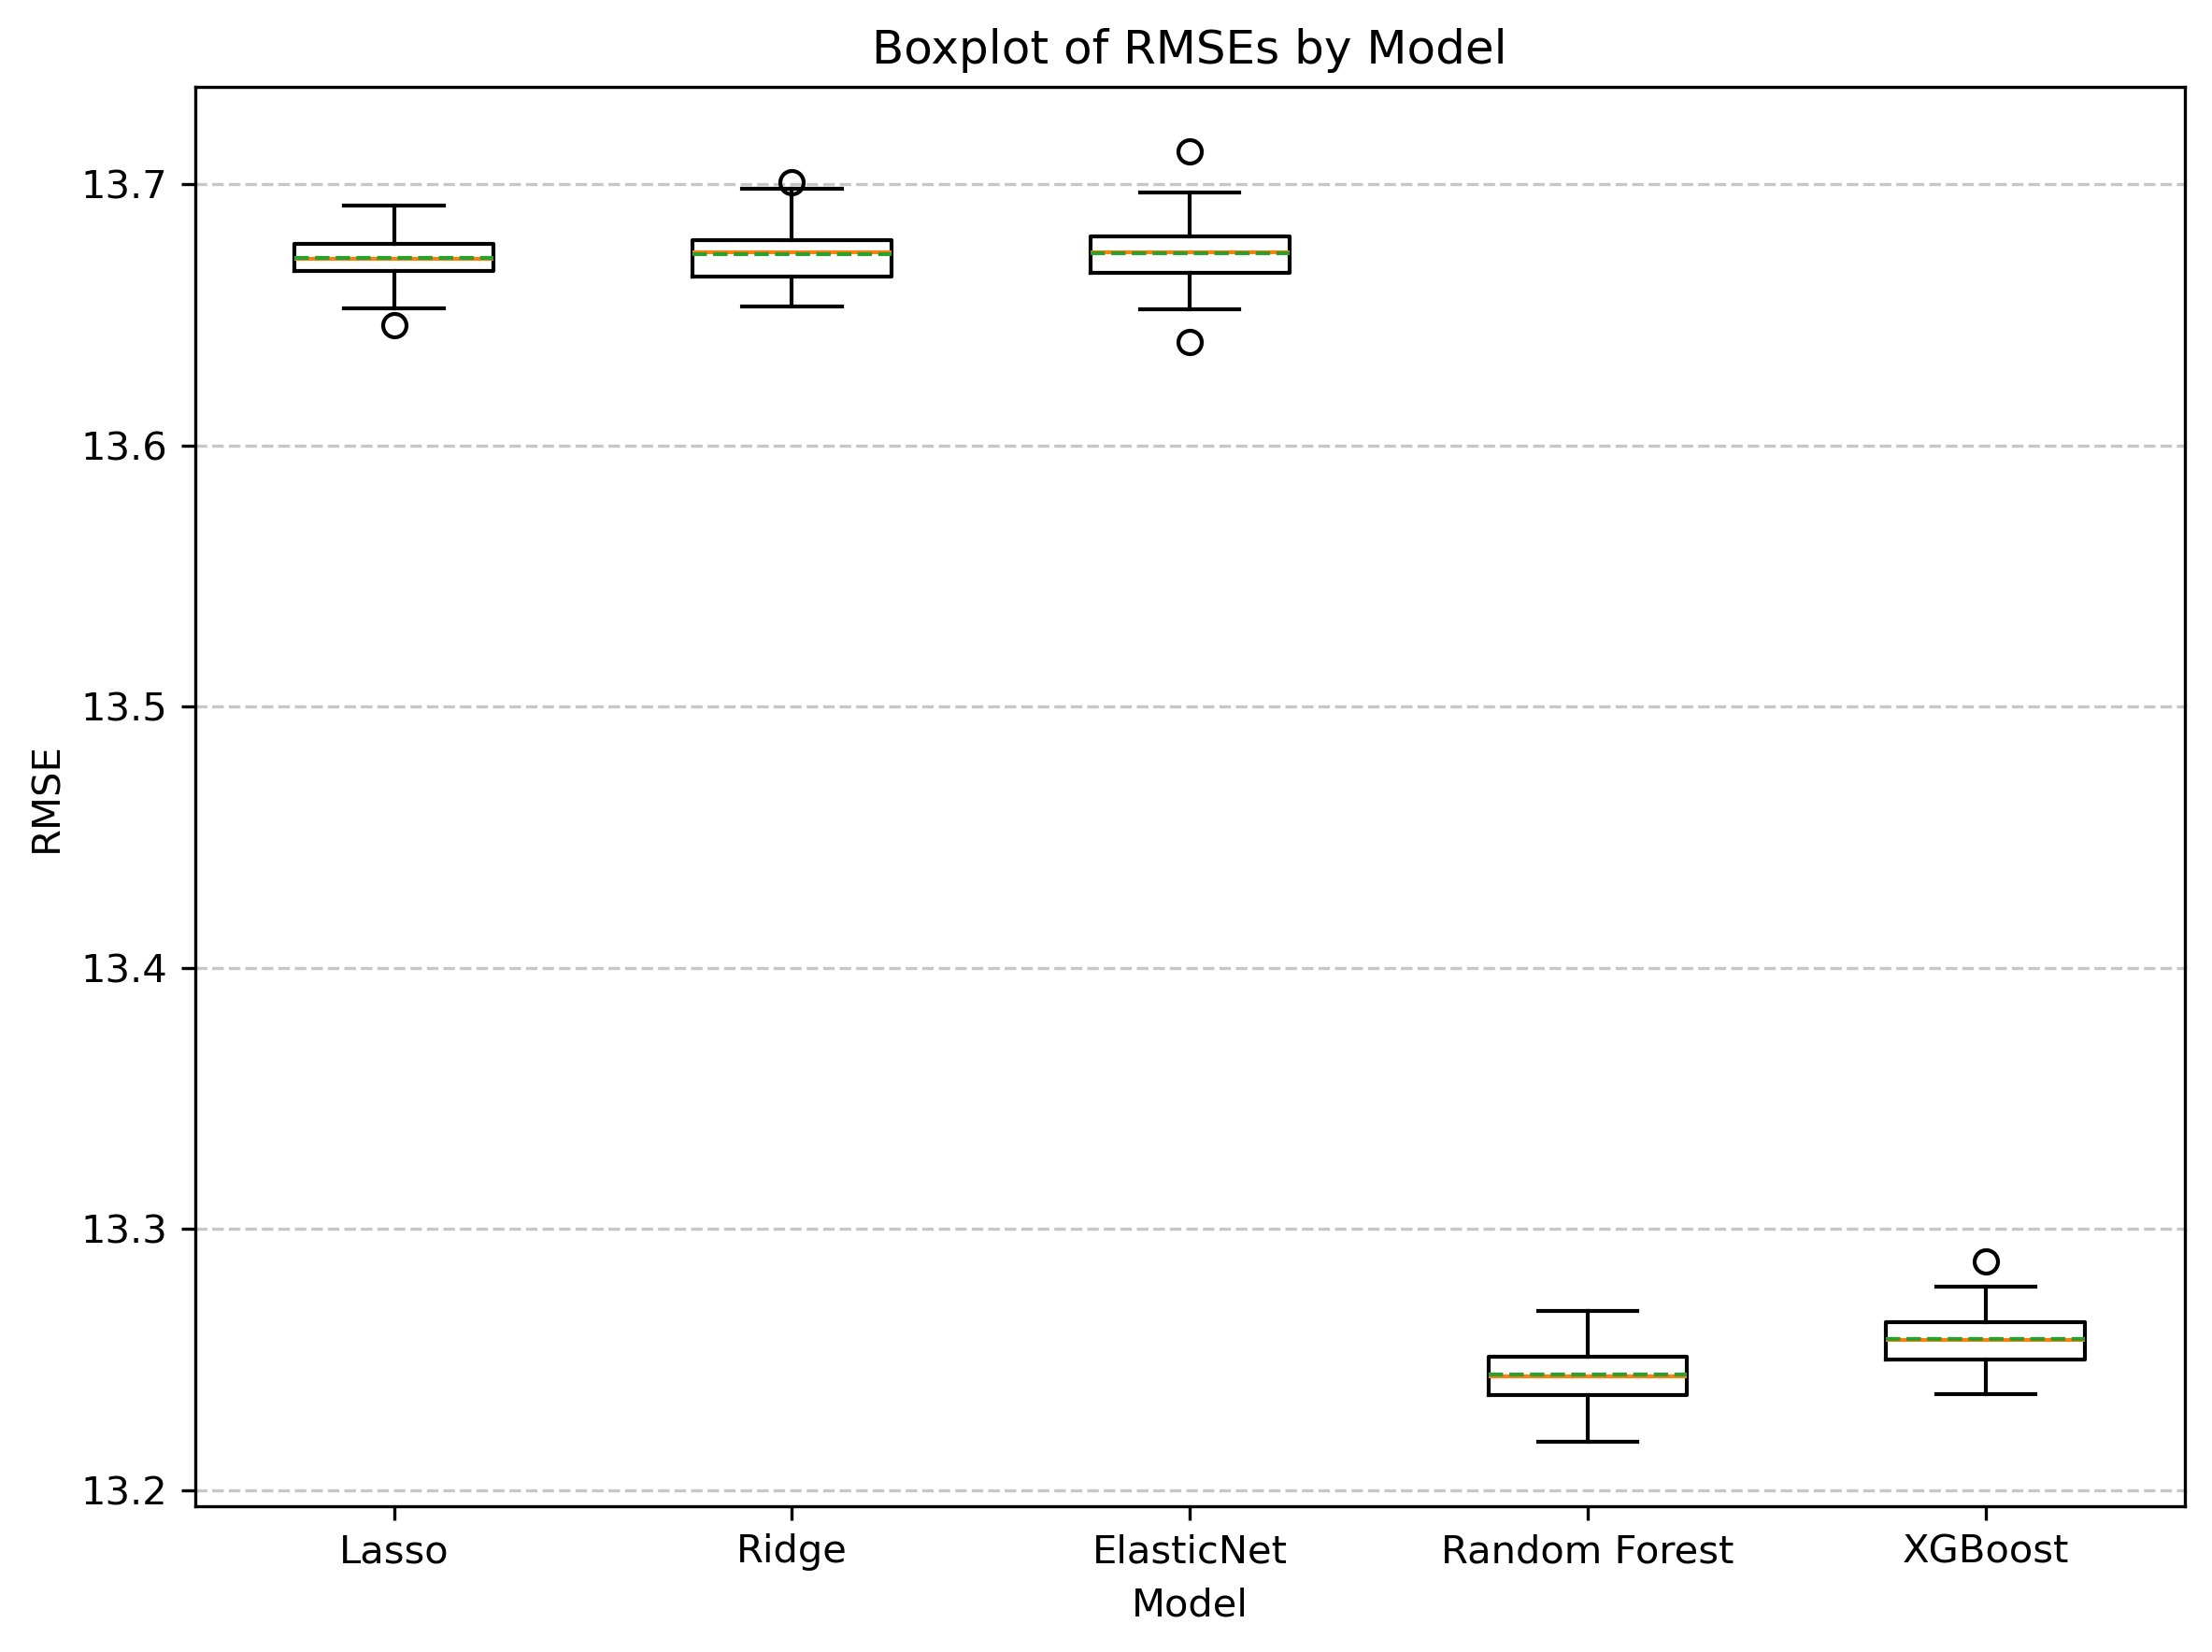 Boxplot of RMSEs by Model
13.7
13.6
13.5
13.4
13.3
13.2
RMSE
Lasso Ridge ElasticNet Random Forest XGBoost
Model